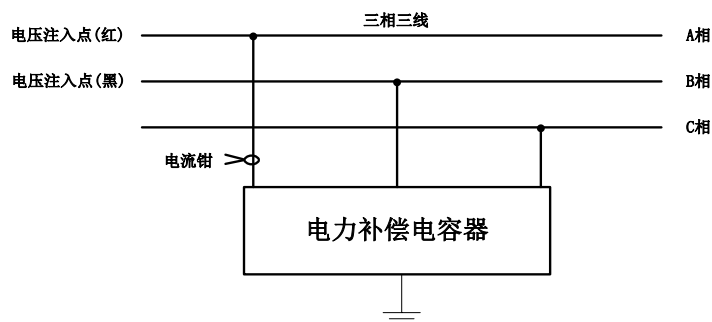 三相三线
电压注入点(红) A相
电压注入点(黑) B相
C相
电流钳
电力补偿电容器